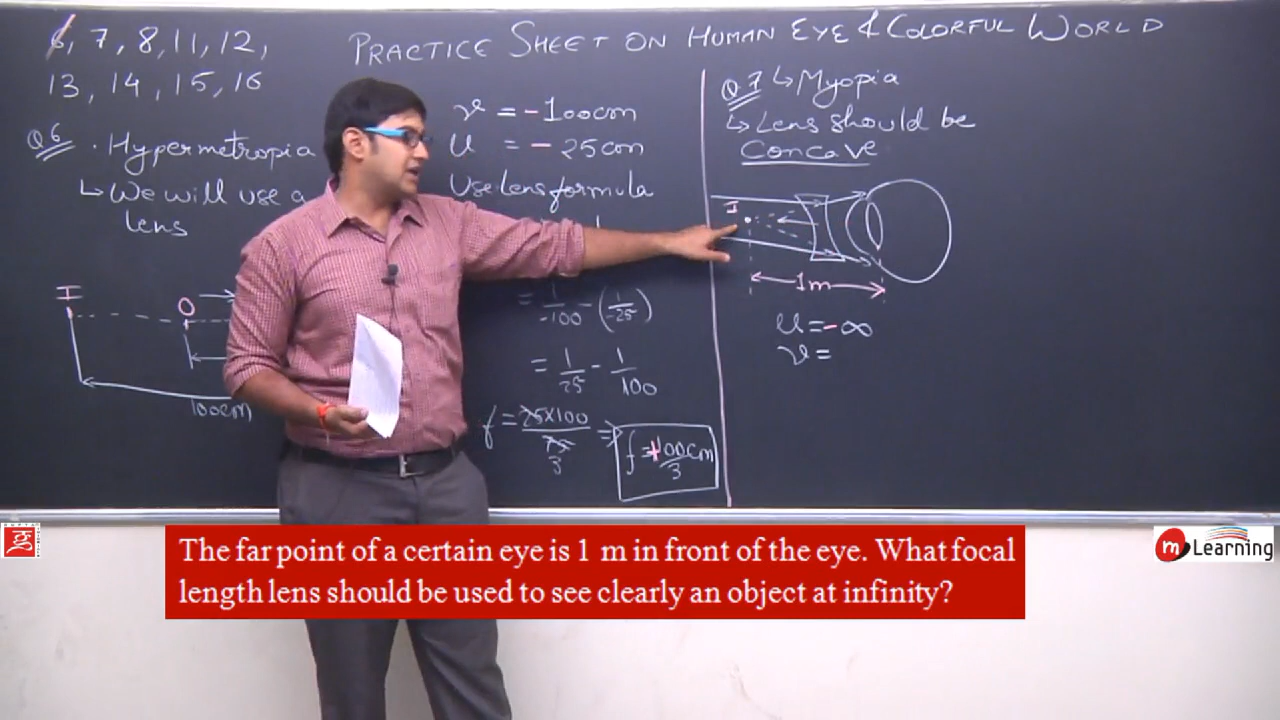 6, 7, 8, 11, 12,
13, 14, 15, 16
PRACTICE SHEET ON HUMAN EYE & COLORFUL WORLD
Q6 . Hypermetropia
↳ We will use a
lens
I
O
100cm
v = -100cm
u = - 25cm
Use lens formula
= 1/-100 - (1/-25)
= 1/25 - 1/100
f = 25x100/75 =
3
f = +100cm/3
Q.7 ↳ Myopia
↳ Lens should be
CONCAVE
I
1m
u = - ∞
v =
The far point of a certain eye is 1 m in front of the eye. What focal
length lens should be used to see clearly an object at infinity?
m Learning